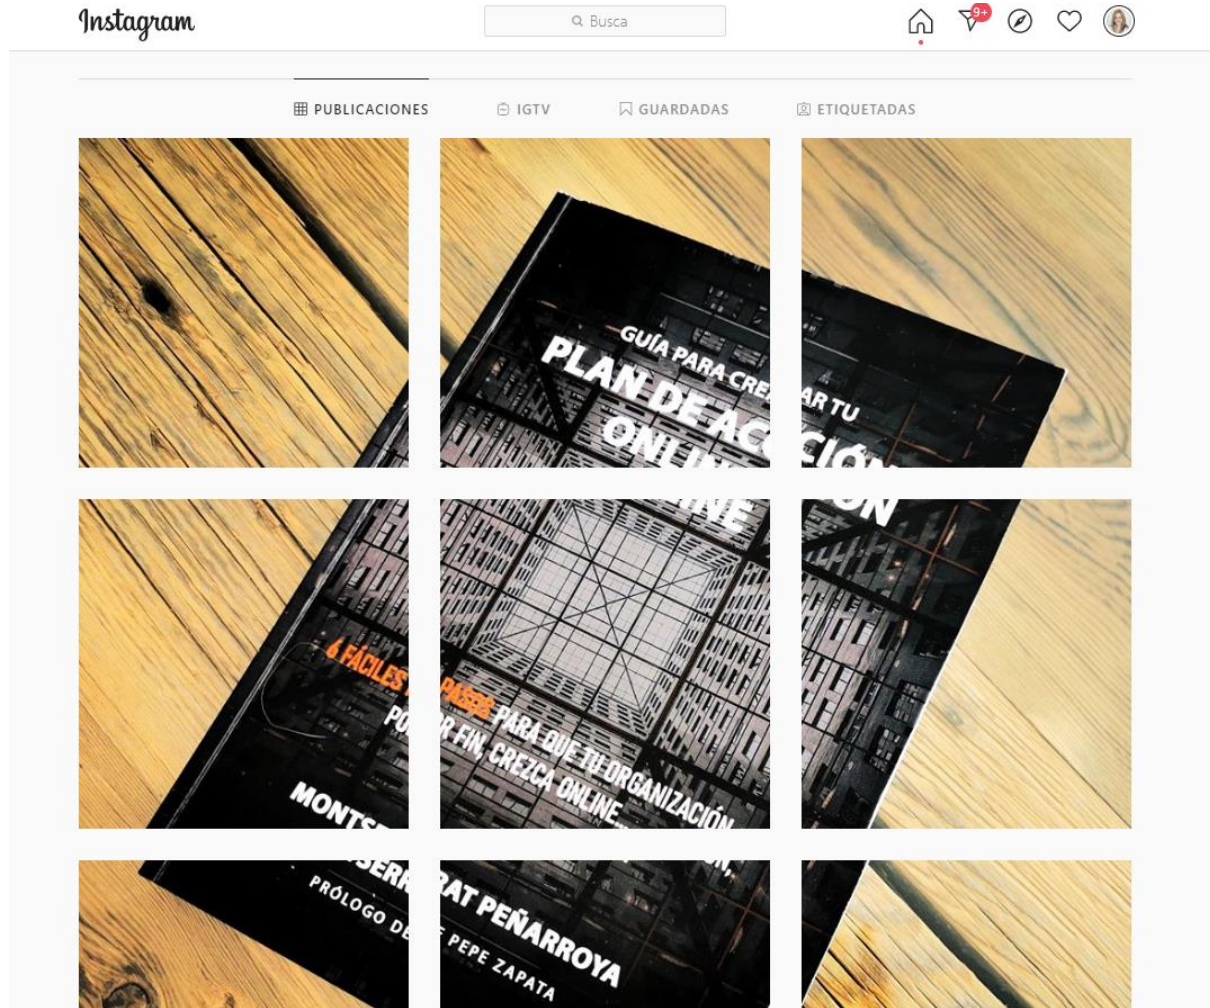 Instagram
Busca
9+
PUBLICACIONES
IGTV
GUARDADAS
ETIQUETADAS
GUÍA PARA CREAR TU
PLAN DE ACCIÓN
ONLINE
6 FÁCILES PASOS PARA QUE TU ORGANIZACIÓN,
POR FIN, CREZCA ONLINE...
MONTSERRAT PEÑARROYA
PRÓLOGO DE PEPE ZAPATA